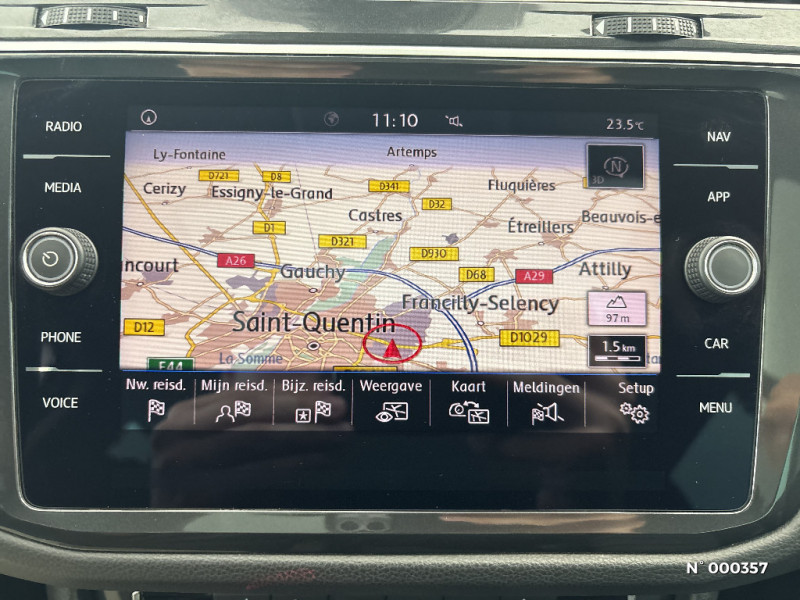 RADIO
MEDIA
PHONE
VOICE
11:10
23.5°C
Ly-Fontaine
Artemps
D721
D8
D341
Fluquières
N
3D
Cerizy
Essigny-le-Grand
D32
Castres
Beauvois-e
D1
Étreillers
D321
D930
ncourt
A26
Gauchy
D68
A29
Attilly
Francilly-Selency
97 m
D12
Saint-Quentin
D1029
1.5 km
E44
La Somme
Nw. reisd.
Mijn reisd.
Bijz. reisd.
Weergave
Kaart
Meldingen
Setup
NAV
APP
CAR
MENU
N° 000357